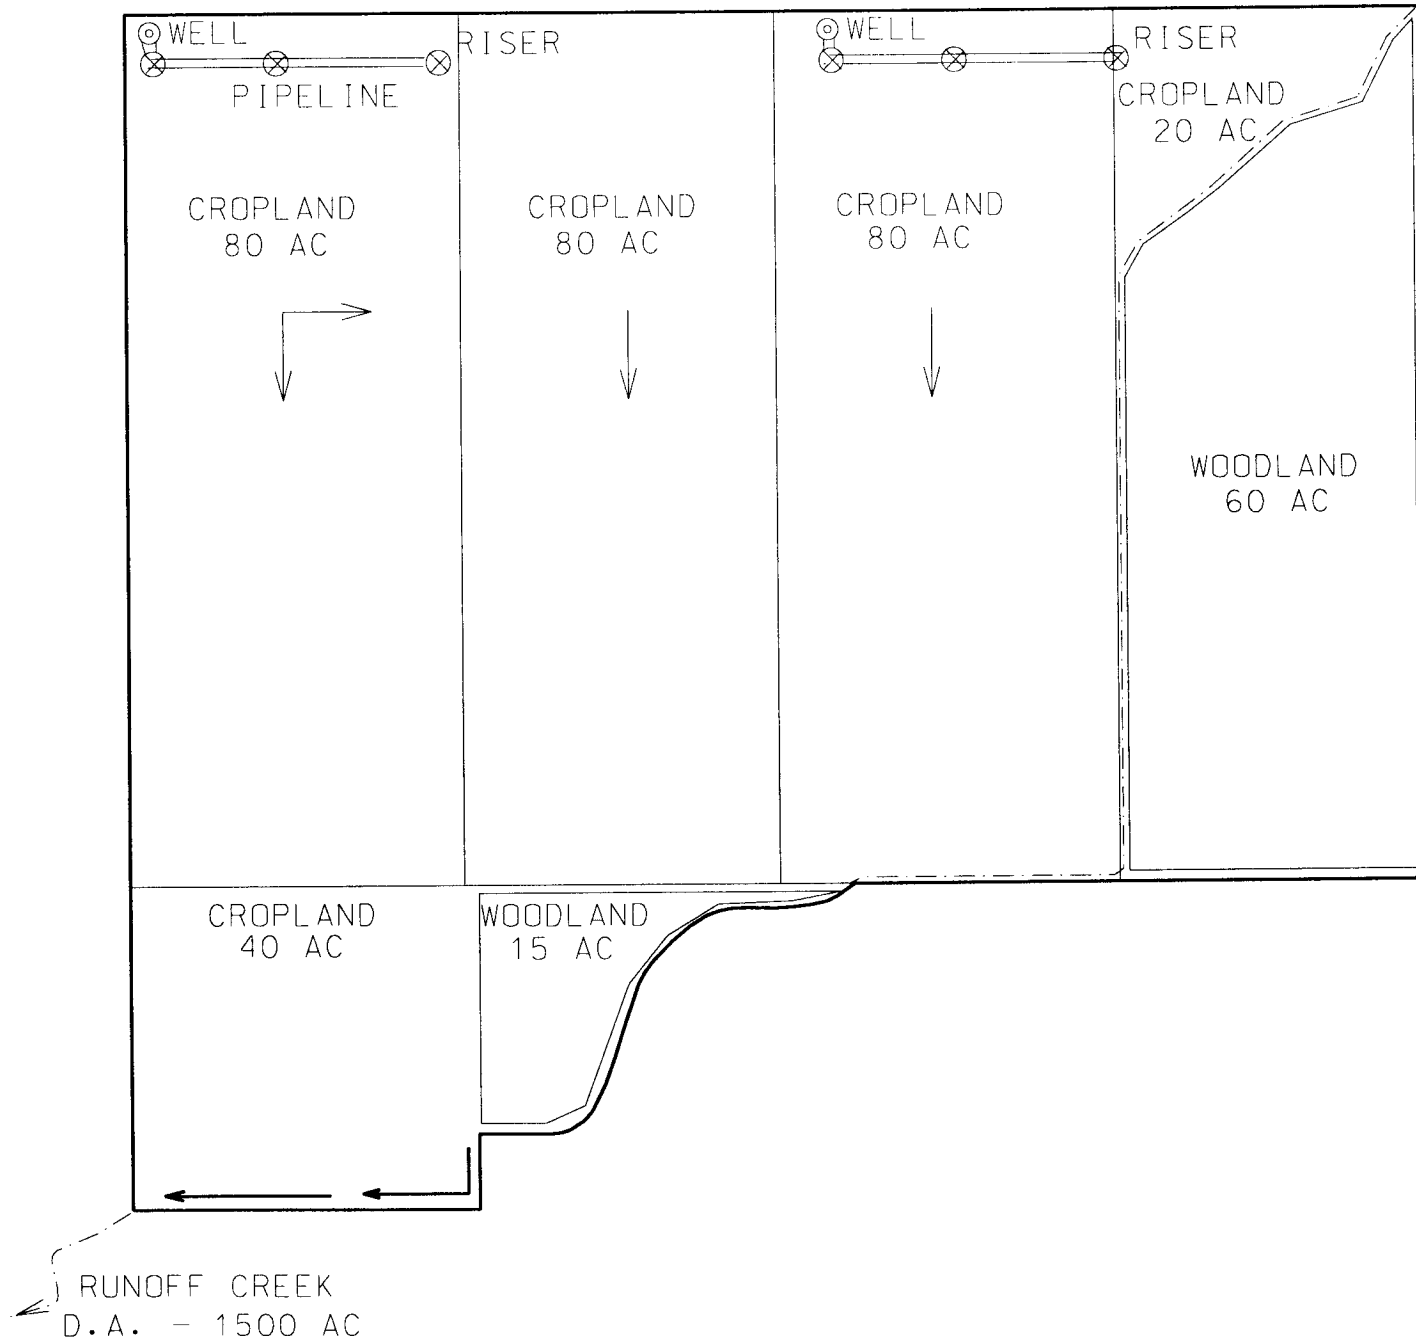 WELL
RISER
PIPELINE
WELL
RISER
CROPLAND
20 AC
CROPLAND
80 AC
CROPLAND
80 AC
CROPLAND
80 AC
WOODLAND
60 AC
CROPLAND
40 AC
WOODLAND
15 AC
RUNOFF CREEK
D.A. - 1500 AC